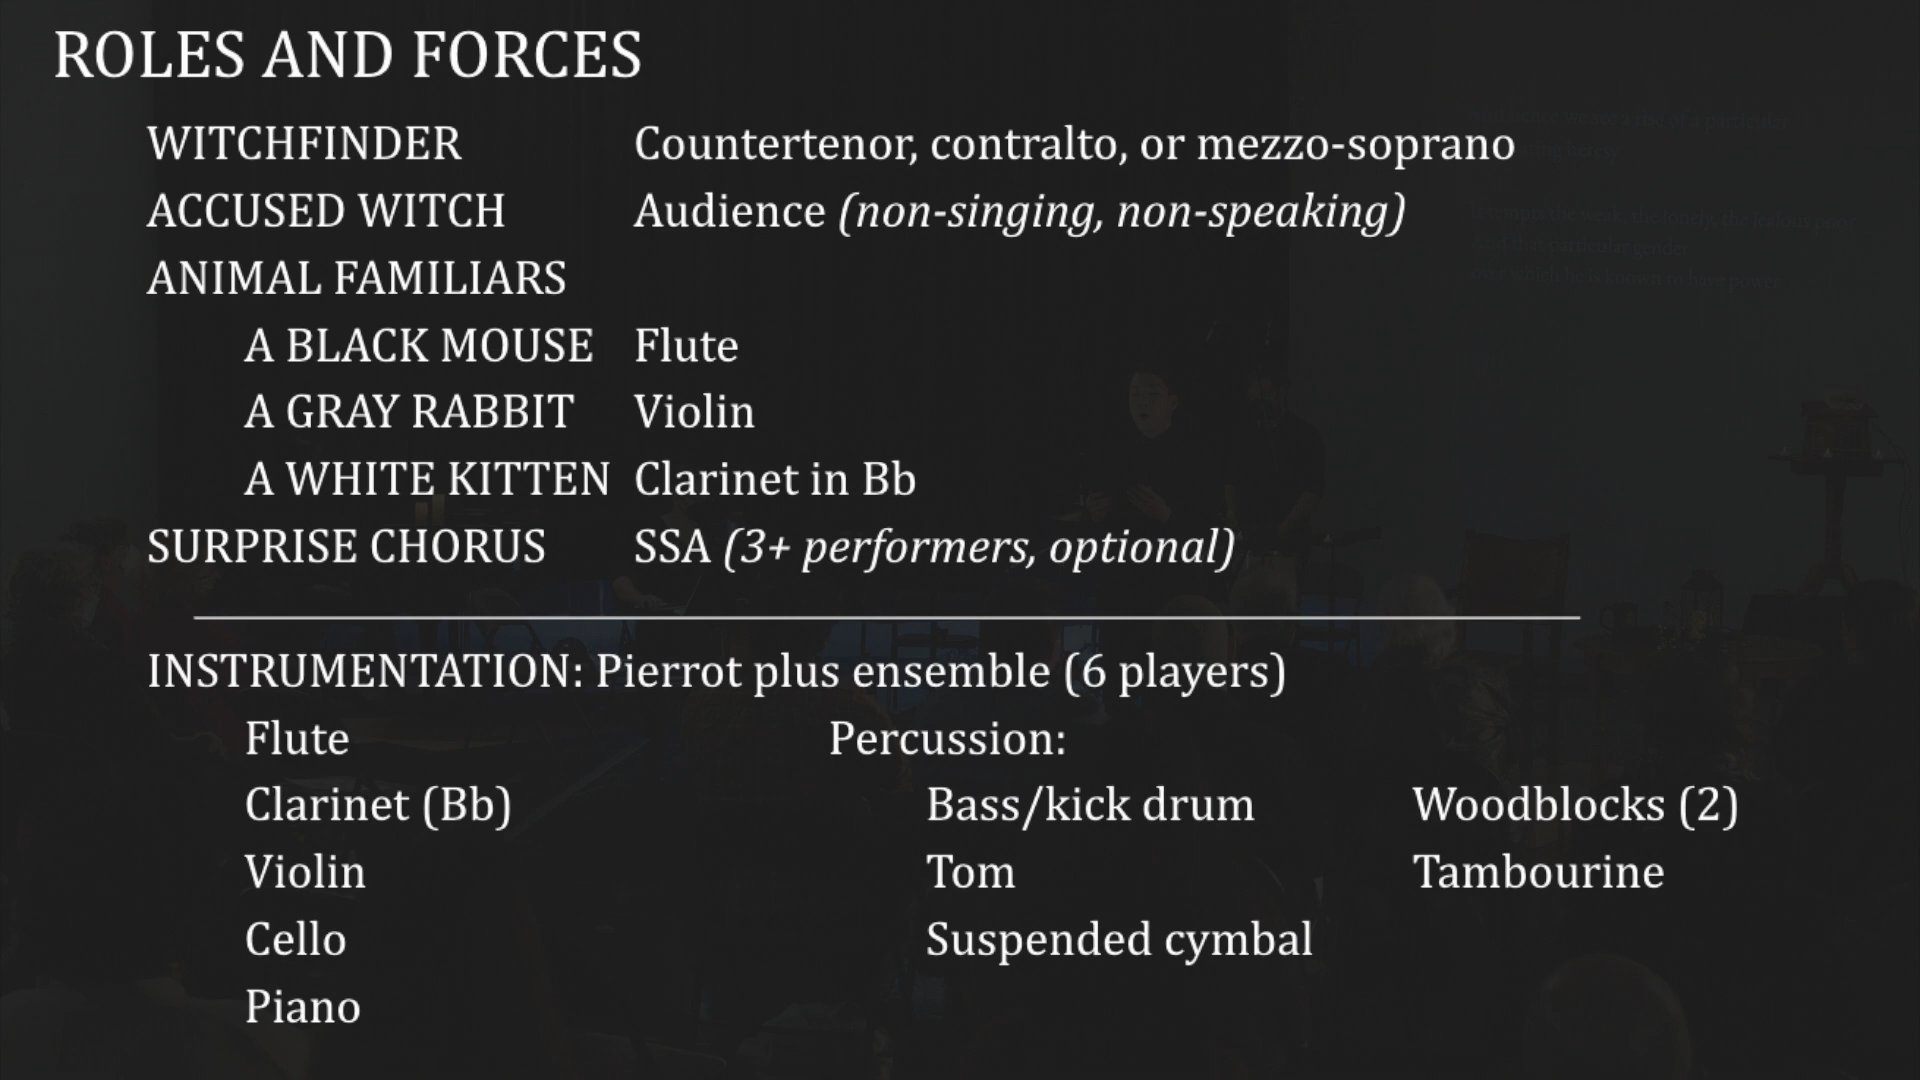 ROLES AND FORCES
WITCHFINDER Countertenor, contralto, or mezzo-soprano
ACCUSED WITCH Audience (non-singing, non-speaking)
ANIMAL FAMILIARS
A BLACK MOUSE Flute
A GRAY RABBIT Violin
A WHITE KITTEN Clarinet in Bb
SURPRISE CHORUS SSA (3+ performers, optional)
INSTRUMENTATION: Pierrot plus ensemble (6 players)
Flute Percussion:
Clarinet (Bb) Bass/kick drum Woodblocks (2)
Violin Tom Tambourine
Cello Suspended cymbal
Piano